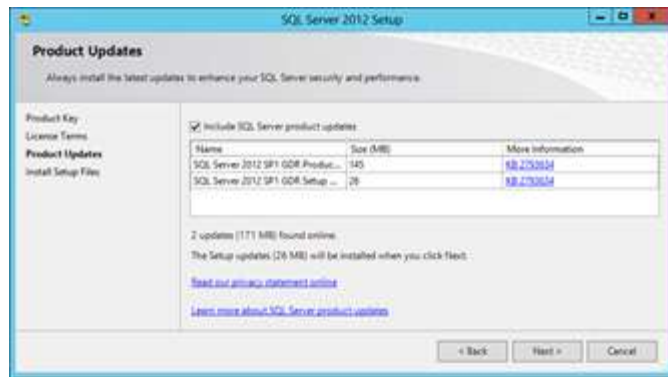 SQL Server 2012 Setup
Product Updates
Always install the latest updates to enhance your SQL Server security and performance.
Product Key
License Terms
Product Updates
Install Setup Files
Include SQL Server product updates
Name Size (MB) More Information
SQL Server 2012 SP1 GDR Produc... 145 KB 2793634
SQL Server 2012 SP1 GDR Setup ... 26 KB 2793634
2 updates (171 MB) found online.
The Setup updates (26 MB) will be installed when you click Next.
Read our privacy statement online
Learn more about SQL Server product updates
< Back Next > Cancel